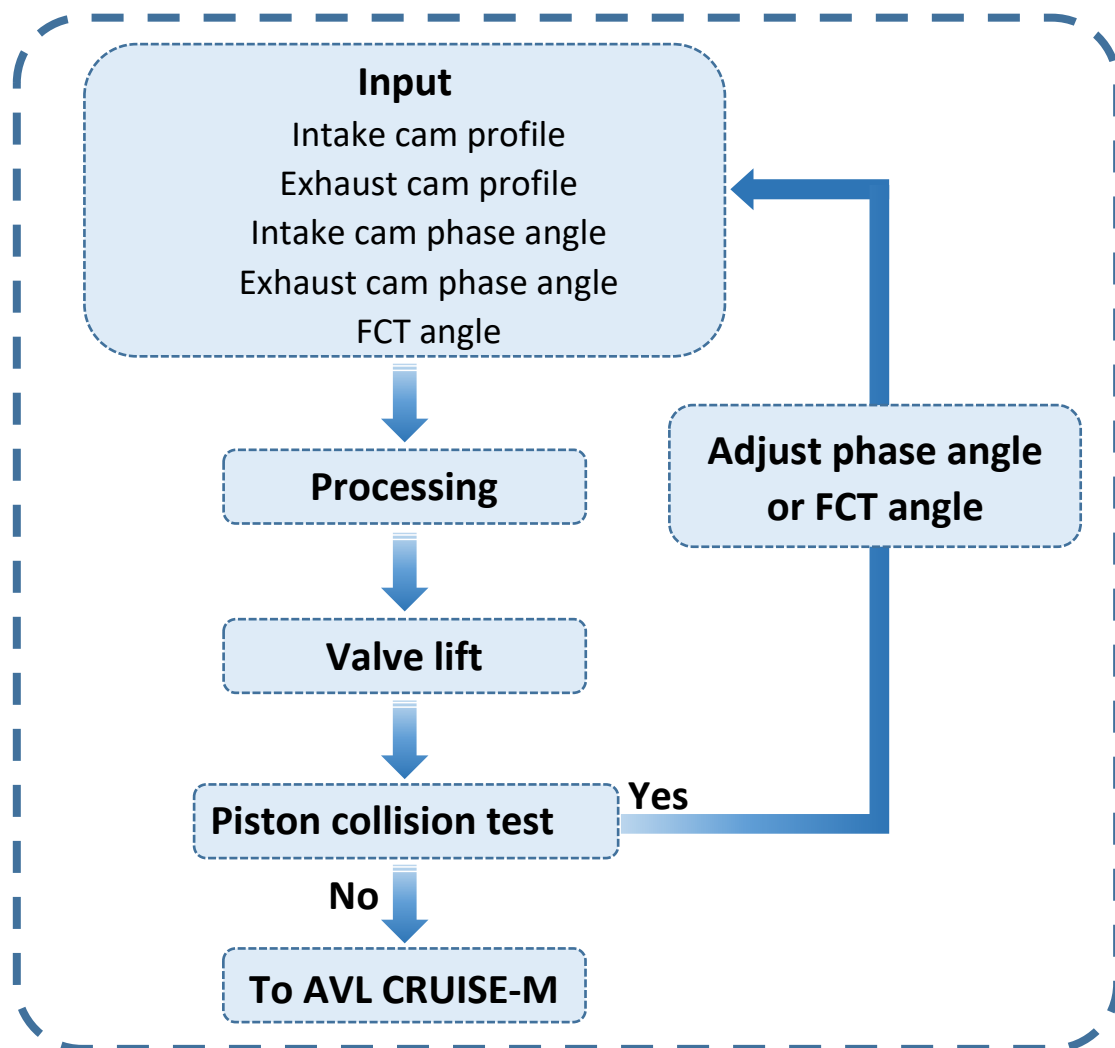 Input
Intake cam profile
Exhaust cam profile
Intake cam phase angle
Exhaust cam phase angle
FCT angle
Adjust phase angle
or FCT angle
Processing
Valve lift
Piston collision test
Yes
No
To AVL CRUISE-M